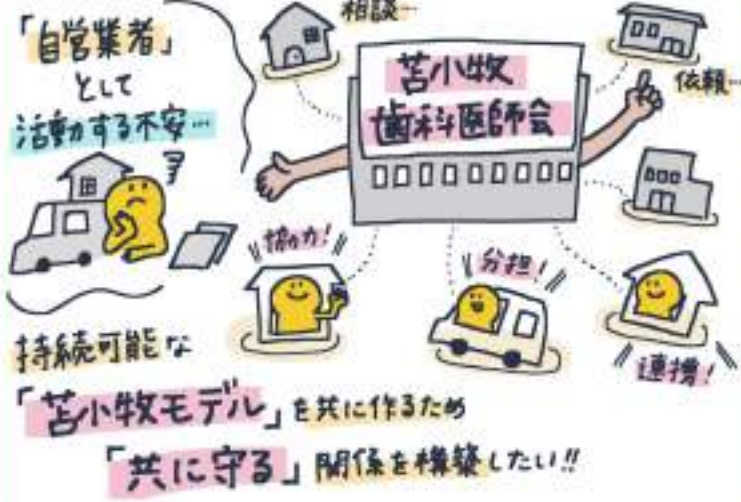 「自営業者」
として
活動する不安…
相談…
苫小牧
歯科医師会
依頼…
協力!
分担!
連携!
持続可能な
「苫小牧モデル」を共に作るため
「共に守る」関係を構築したい!!